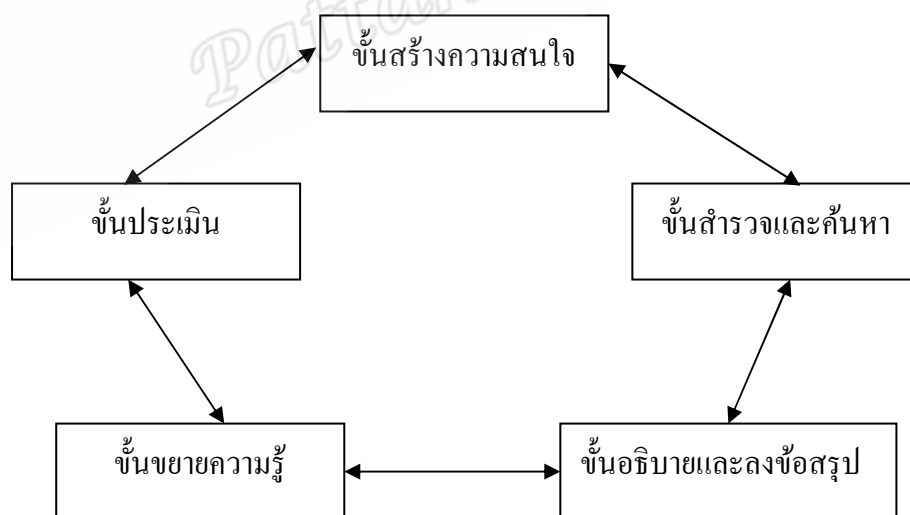 ขั้นสร้างความสนใจ
ขั้นประเมิน
ขั้นสำรวจและค้นหา
ขั้นขยายความรู้
ขั้นอธิบายและลงข้อสรุป